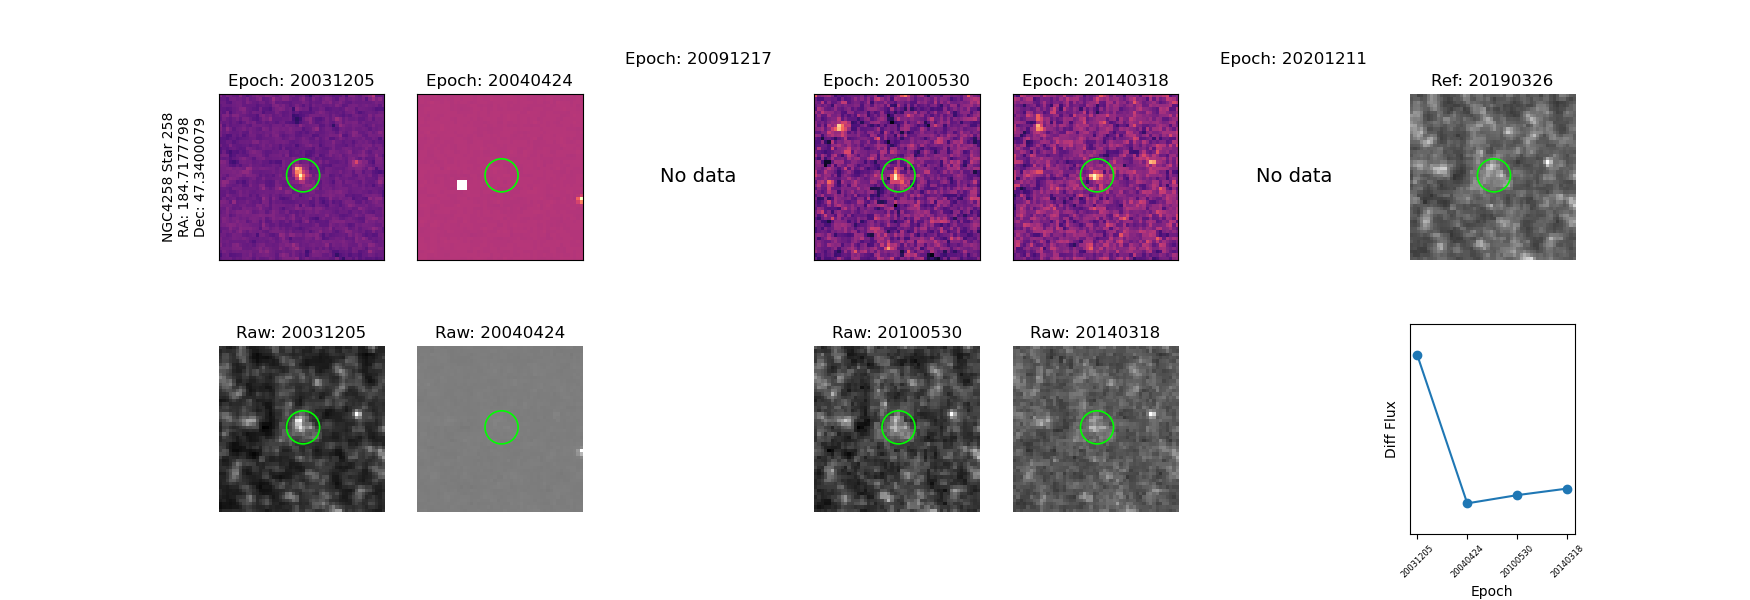 Epoch: 20091217
Epoch: 20201211
Epoch: 20031205
Epoch: 20040424
Epoch: 20100530
Epoch: 20140318
Ref: 20190326
NGC4258 Star 258
RA: 184.7177798
Dec: 47.3400079
No data
No data
Raw: 20031205
Raw: 20040424
Raw: 20100530
Raw: 20140318
Diff Flux
20031205
20040424
20100530
20140318
Epoch